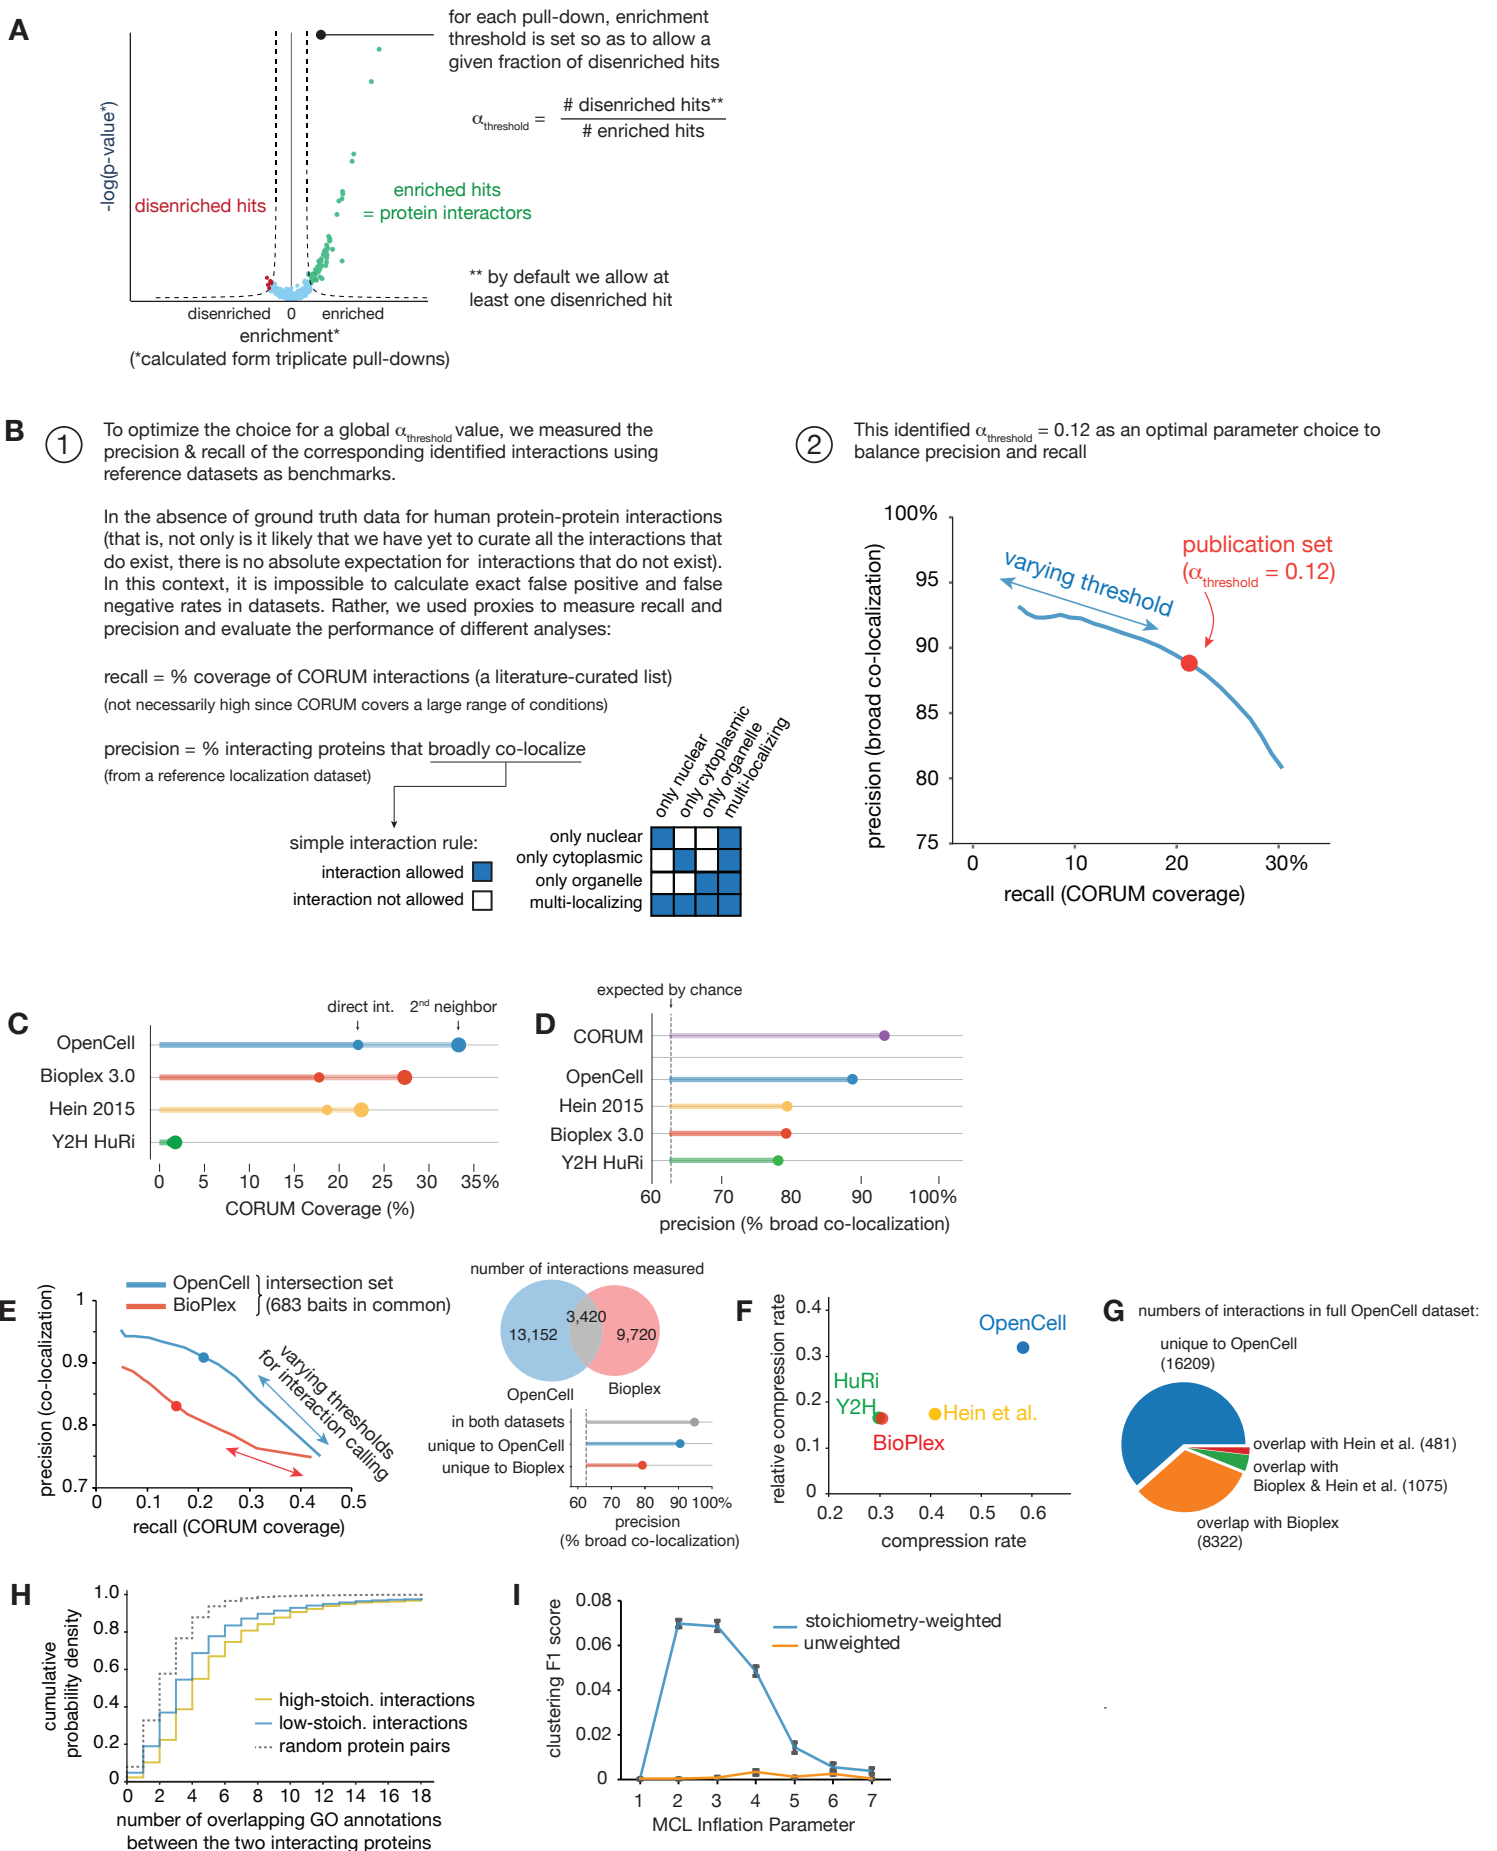 A
for each pull-down, enrichment
threshold is set so as to allow a
given fraction of disenriched hits
αthreshold = # disenriched hits** / # enriched hits
-log(p-value*)
disenriched hits
enriched hits
= protein interactors
** by default we allow at
least one disenriched hit
disenriched 0 enriched
enrichment*
(*calculated form triplicate pull-downs)
B
1
To optimize the choice for a global αthreshold value, we measured the
precision & recall of the corresponding identified interactions using
reference datasets as benchmarks.
In the absence of ground truth data for human protein-protein interactions
(that is, not only is it likely that we have yet to curate all the interactions that
do exist, there is no absolute expectation for interactions that do not exist).
In this context, it is impossible to calculate exact false positive and false
negative rates in datasets. Rather, we used proxies to measure recall and
precision and evaluate the performance of different analyses:
recall = % coverage of CORUM interactions (a literature-curated list)
(not necessarily high since CORUM covers a large range of conditions)
precision = % interacting proteins that broadly co-localize
(from a reference localization dataset)
simple interaction rule:
interaction allowed
interaction not allowed
only nuclear
only cytoplasmic
only organelle
multi-localizing
only nuclear
only cytoplasmic
only organelle
multi-localizing
2
This identified αthreshold = 0.12 as an optimal parameter choice to
balance precision and recall
precision (broad co-localization)
100%
95
90
85
80
75
varying threshold
publication set
(αthreshold = 0.12)
0 10 20 30%
recall (CORUM coverage)
C
direct int. 2nd neighbor
OpenCell
Bioplex 3.0
Hein 2015
Y2H HuRi
0 5 10 15 20 25 30 35%
CORUM Coverage (%)
D
expected by chance
CORUM
OpenCell
Hein 2015
Bioplex 3.0
Y2H HuRi
60 70 80 90 100%
precision (% broad co-localization)
E
OpenCell
BioPlex
intersection set
(683 baits in common)
precision (co-localization)
1
0.9
0.8
0.7
varying thresholds
for interaction calling
0 0.1 0.2 0.3 0.4 0.5
recall (CORUM coverage)
number of interactions measured
13,152
3,420
9,720
OpenCell
Bioplex
in both datasets
unique to OpenCell
unique to Bioplex
60 70 80 90 100%
precision
(% broad co-localization)
F
relative compression rate
0.4
0.3
0.2
0.1
0
OpenCell
HuRi
Y2H
Hein et al.
BioPlex
0.2 0.3 0.4 0.5 0.6
compression rate
G
numbers of interactions in full OpenCell dataset:
unique to OpenCell
(16209)
overlap with Hein et al. (481)
overlap with
Bioplex & Hein et al. (1075)
overlap with Bioplex
(8322)
H
cumulative
probability density
1.0
0.8
0.6
0.4
0.2
0
high-stoich. interactions
low-stoich. interactions
random protein pairs
0 2 4 6 8 10 12 14 16 18
number of overlapping GO annotations
between the two interacting proteins
I
clustering F1 score
0.08
0.06
0.04
0.02
0
stoichiometry-weighted
unweighted
1 2 3 4 5 6 7
MCL Inflation Parameter